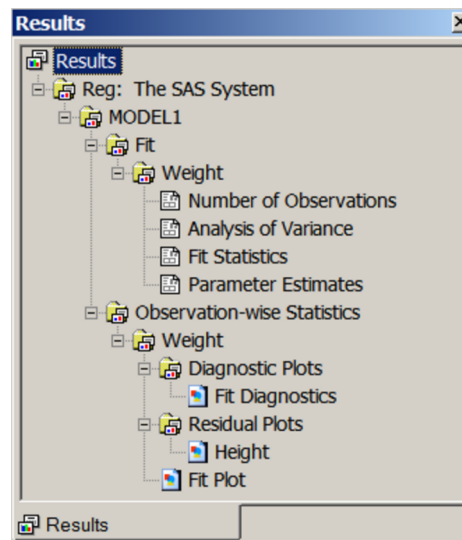 Results
Results
Reg: The SAS System
MODEL1
Fit
Weight
Number of Observations
Analysis of Variance
Fit Statistics
Parameter Estimates
Observation-wise Statistics
Weight
Diagnostic Plots
Fit Diagnostics
Residual Plots
Height
Fit Plot
Results